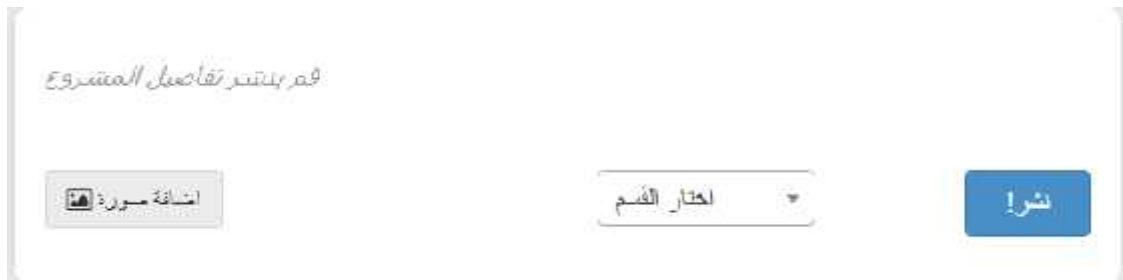 قم بنشر تفاصيل المشروع
اضافة صورة
اختار القسم
نشر!